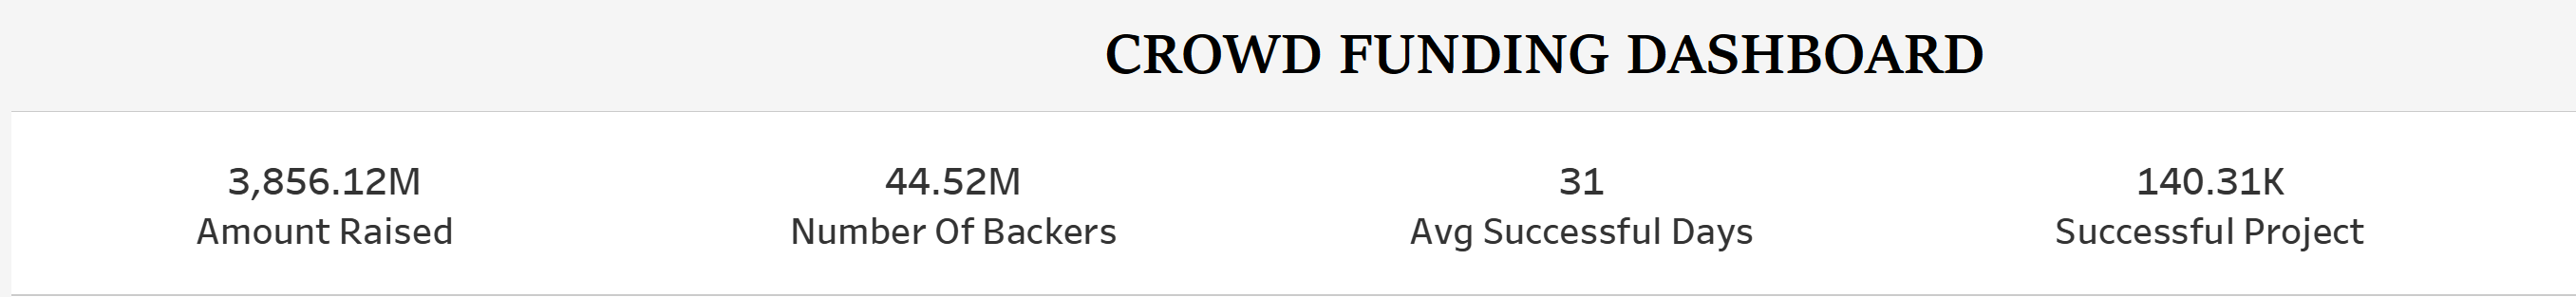 CROWD FUNDING DASHBOARD
3,856.12M
Amount Raised
44.52M
Number Of Backers
31
Avg Successful Days
140.31K
Successful Project